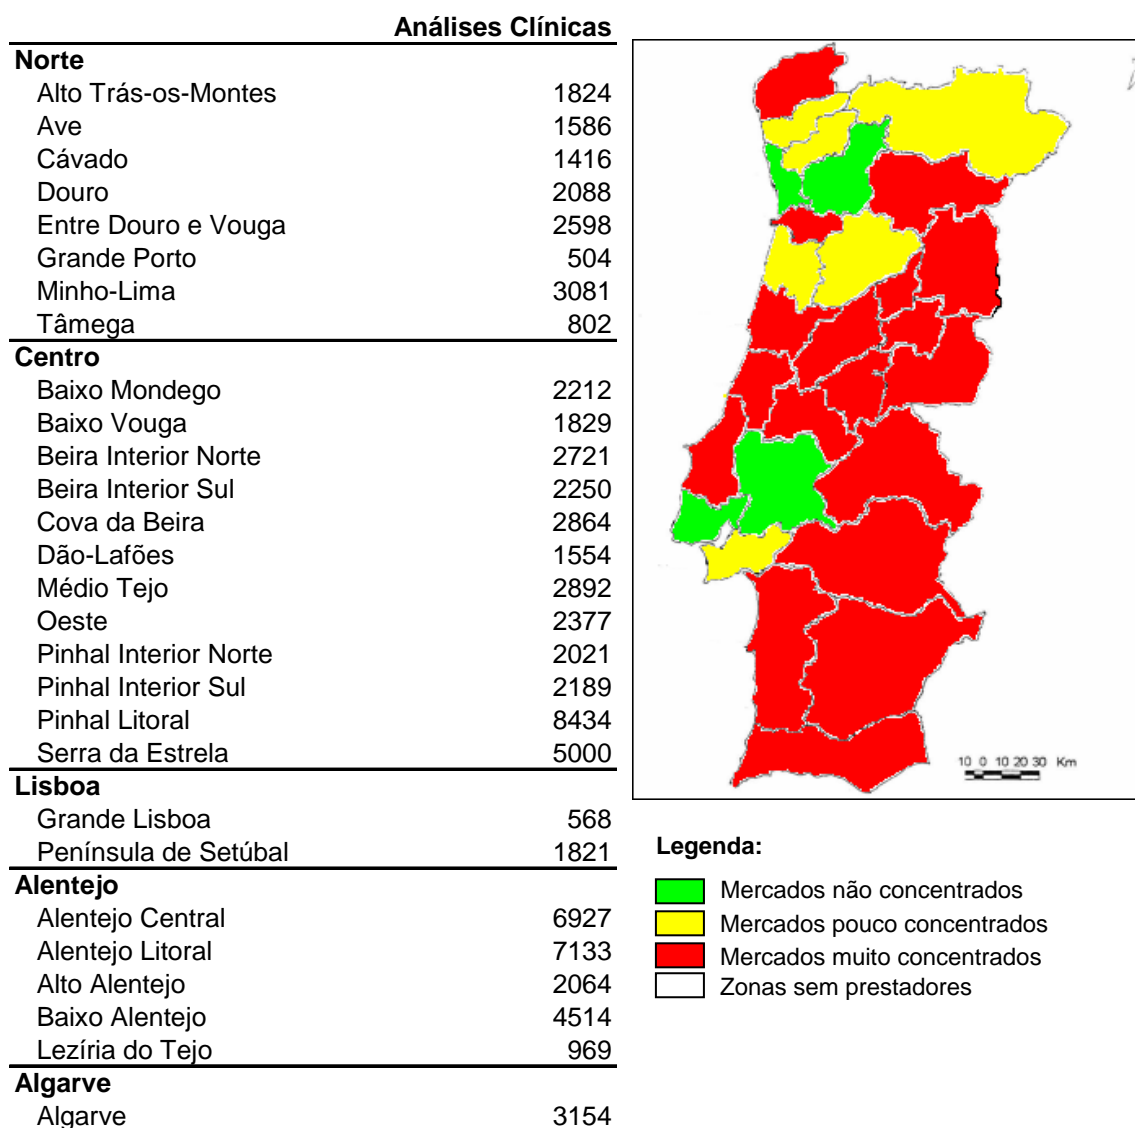 Análises Clínicas
Norte
Alto Trás-os-Montes 1824
Ave 1586
Cávado 1416
Douro 2088
Entre Douro e Vouga 2598
Grande Porto 504
Minho-Lima 3081
Tâmega 802
Centro
Baixo Mondego 2212
Baixo Vouga 1829
Beira Interior Norte 2721
Beira Interior Sul 2250
Cova da Beira 2864
Dão-Lafões 1554
Médio Tejo 2892
Oeste 2377
Pinhal Interior Norte 2021
Pinhal Interior Sul 2189
Pinhal Litoral 8434
Serra da Estrela 5000
Lisboa
Grande Lisboa 568
Península de Setúbal 1821
Alentejo
Alentejo Central 6927
Alentejo Litoral 7133
Alto Alentejo 2064
Baixo Alentejo 4514
Lezíria do Tejo 969
Algarve
Algarve 3154
10 0 10 20 30 Km
Legenda:
Mercados não concentrados
Mercados pouco concentrados
Mercados muito concentrados
Zonas sem prestadores